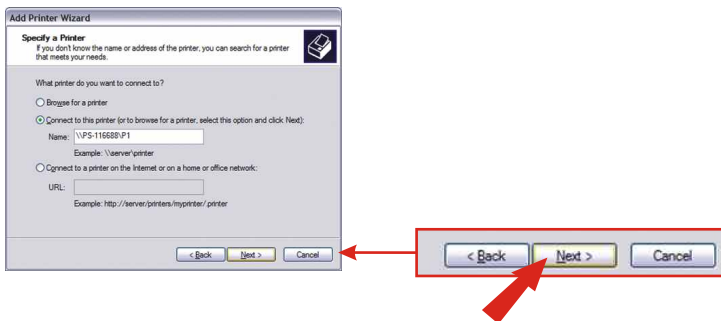 Add Printer Wizard
Specify a Printer
If you don't know the name or address of the printer, you can search for a printer
that meets your needs.
What printer do you want to connect to?
Browse for a printer
Connect to this printer (or to browse for a printer, select this option and click Next):
Name: \\PS-116688\P1
Example: \\server\printer
Connect to a printer on the Internet or on a home or office network:
URL:
Example: http://server/printers/myprinter/.printer
< Back Next > Cancel
< Back Next > Cancel